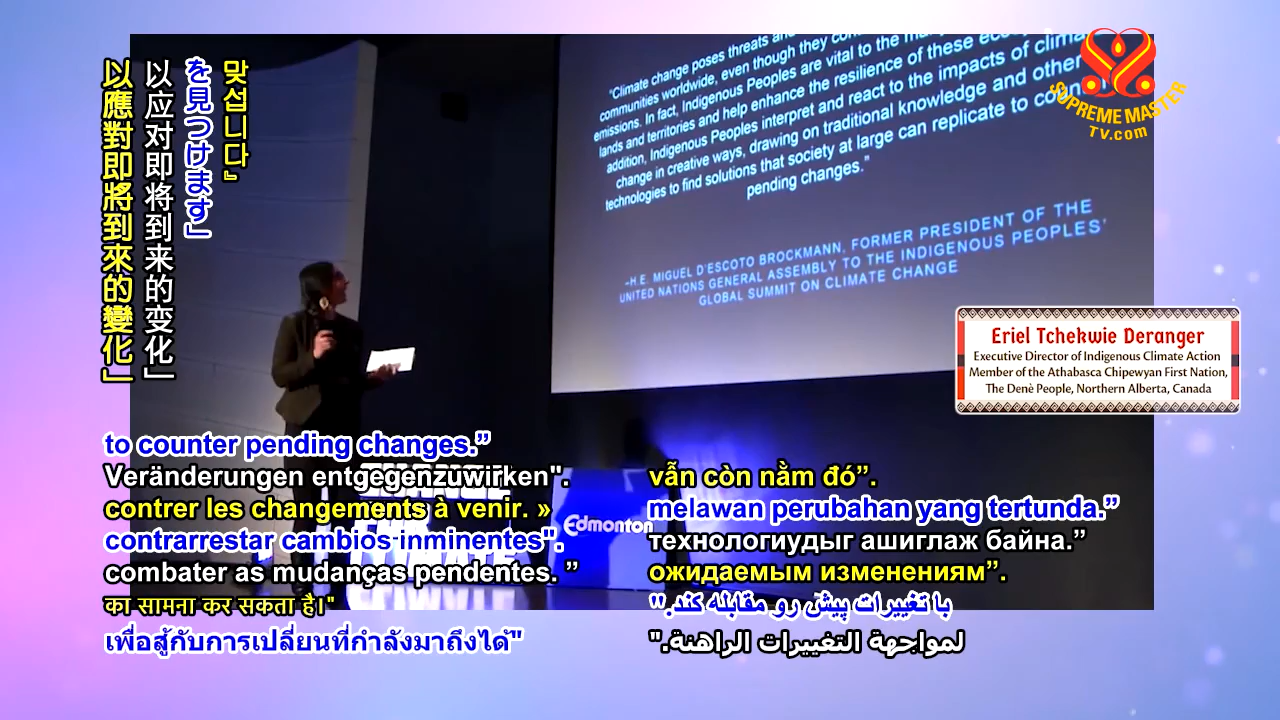 "Climate change poses threats and
communities worldwide, even though they
emissions. In fact, Indigenous Peoples are vital to the
lands and territories and help enhance the resilience of these
addition, Indigenous Peoples interpret and react to the impacts of
change in creative ways, drawing on traditional knowledge and other
technologies to find solutions that society at large can replicate to
pending changes."
–H.E. MIGUEL D'ESCOTO BROCKMANN, FORMER PRESIDENT OF THE
UNITED NATIONS GENERAL ASSEMBLY TO THE INDIGENOUS PEOPLES'
GLOBAL SUMMIT ON CLIMATE CHANGE
SUPREME MASTER
TV.com
맞섭니다』
を見つけます」
以应对即将到来的变化」
以應對即將到來的變化」
Eriel Tchekwie Deranger
Executive Director of Indigenous Climate Action
Member of the Athabasca Chipewyan First Nation,
The Denè People, Northern Alberta, Canada
to counter pending changes.”
Veränderungen entgegenzuwirken".
contrer les changements à venir. »
contrarrestar cambios inminentes".
combater as mudanças pendentes. ”
का सामना कर सकता है।"
เพื่อสู้กับการเปลี่ยนที่กำลังมาถึงได้"
vẫn còn nằm đó”.
melawan perubahan yang tertunda.”
технологиудыг ашиглаж байна.”
ожидаемым изменениям”.
با تغییرات پیش رو مقابله کند."
لمواجهة التغييرات الراهنة."
Edmonton